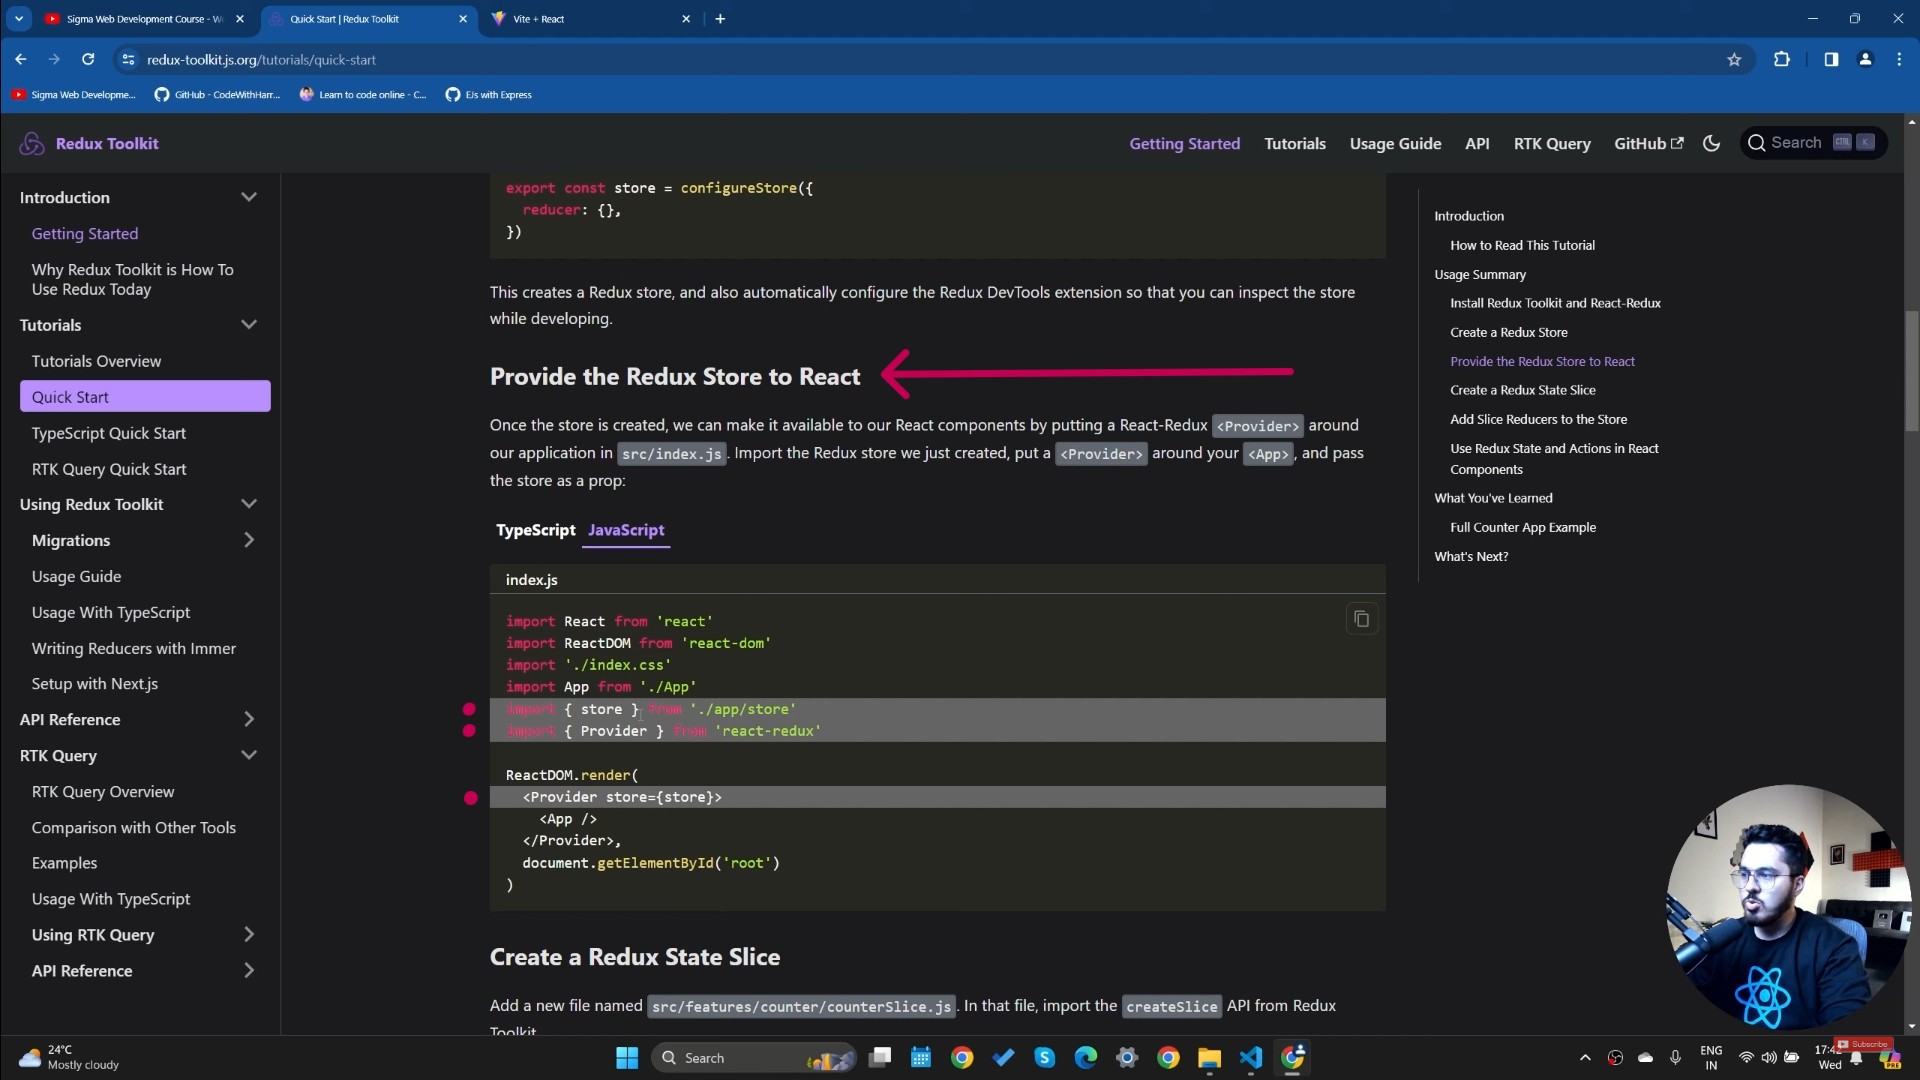 Sigma Web Development Course - W
Quick Start | Redux Toolkit
Vite + React
redux-toolkit.js.org/tutorials/quick-start
Sigma Web Developme...
GitHub - CodeWithHarr...
Learn to code online - C...
EJs with Express
Redux Toolkit
Getting Started
Tutorials
Usage Guide
API
RTK Query
GitHub
Search
CTRL
K
Introduction
Getting Started
Why Redux Toolkit is How To
Use Redux Today
Tutorials
Tutorials Overview
Quick Start
TypeScript Quick Start
RTK Query Quick Start
Using Redux Toolkit
Migrations
Usage Guide
Usage With TypeScript
Writing Reducers with Immer
Setup with Next.js
API Reference
RTK Query
RTK Query Overview
Comparison with Other Tools
Examples
Usage With TypeScript
Using RTK Query
API Reference
export const store = configureStore({
reducer: {},
})
This creates a Redux store, and also automatically configure the Redux DevTools extension so that you can inspect the store
while developing.
Provide the Redux Store to React
Once the store is created, we can make it available to our React components by putting a React-Redux <Provider> around
our application in src/index.js. Import the Redux store we just created, put a <Provider> around your <App>, and pass
the store as a prop:
TypeScript
JavaScript
index.js
import React from 'react'
import ReactDOM from 'react-dom'
import './index.css'
import App from './App'
import { store } from './app/store'
import { Provider } from 'react-redux'
ReactDOM.render(
<Provider store={store}>
<App />
</Provider>,
document.getElementById('root')
)
Create a Redux State Slice
Add a new file named src/features/counter/counterSlice.js. In that file, import the createSlice API from Redux
Toolkit.
Introduction
How to Read This Tutorial
Usage Summary
Install Redux Toolkit and React-Redux
Create a Redux Store
Provide the Redux Store to React
Create a Redux State Slice
Add Slice Reducers to the Store
Use Redux State and Actions in React
Components
What You've Learned
Full Counter App Example
What's Next?
24°C
Mostly cloudy
Search
ENG
IN
17:42
Wed
Subscribe
PRE